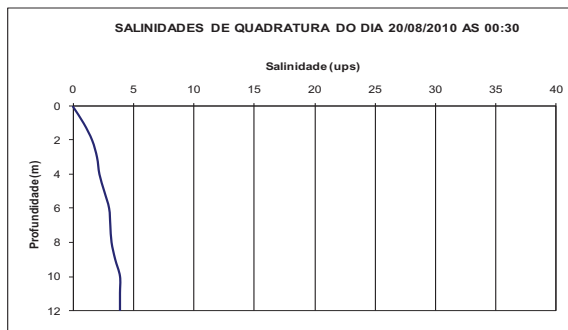 SALINIDADES DE QUADRATURA DO DIA 20/08/2010 AS 00:30
Salinidade (ups)
0 5 10 15 20 25 30 35 40
Profundidade (m)
0
2
4
6
8
10
12